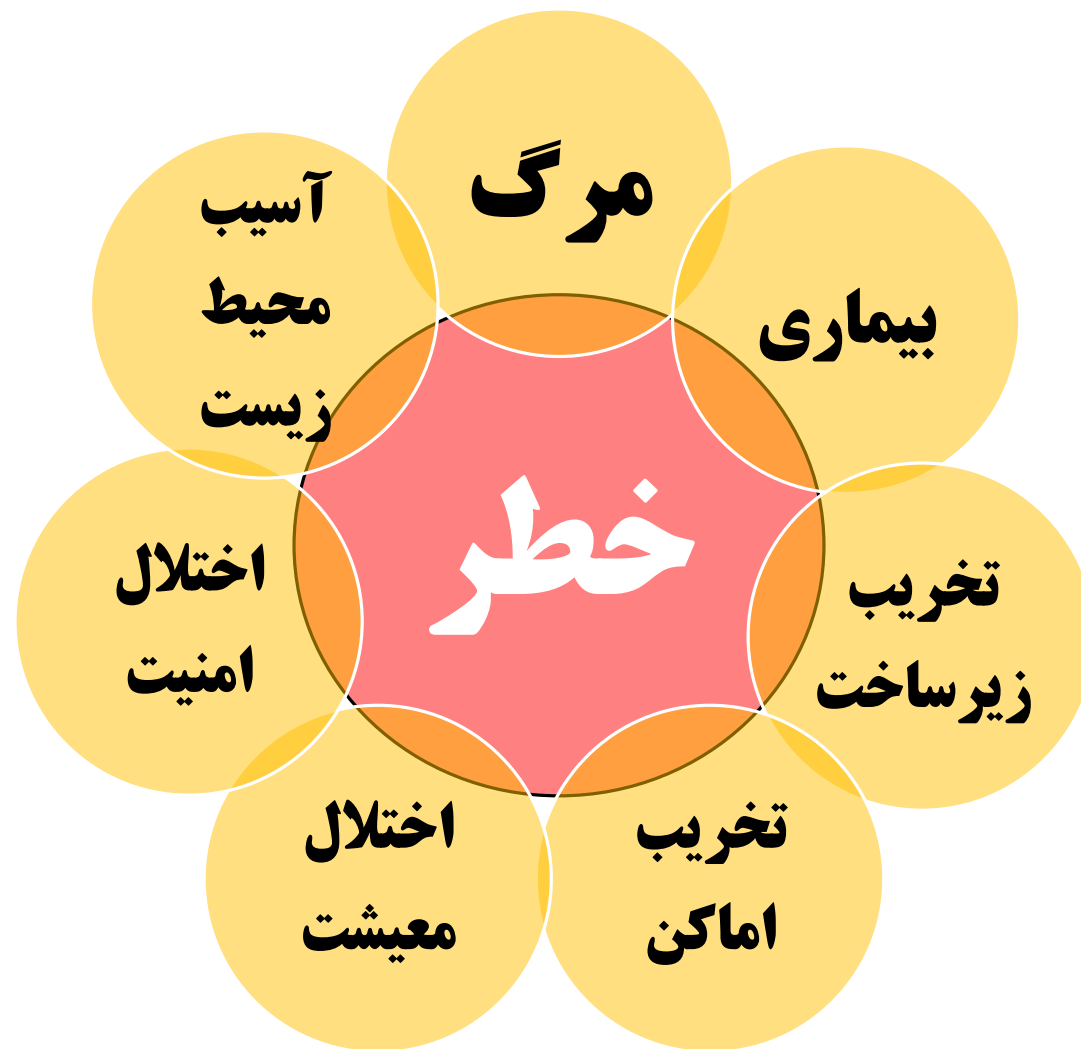 مرگ
بیماری
تخریب
زیرساخت
تخریب
اماکن
اختلال
معیشت
اختلال
امنیت
آسیب
محیط
زیست
خطر